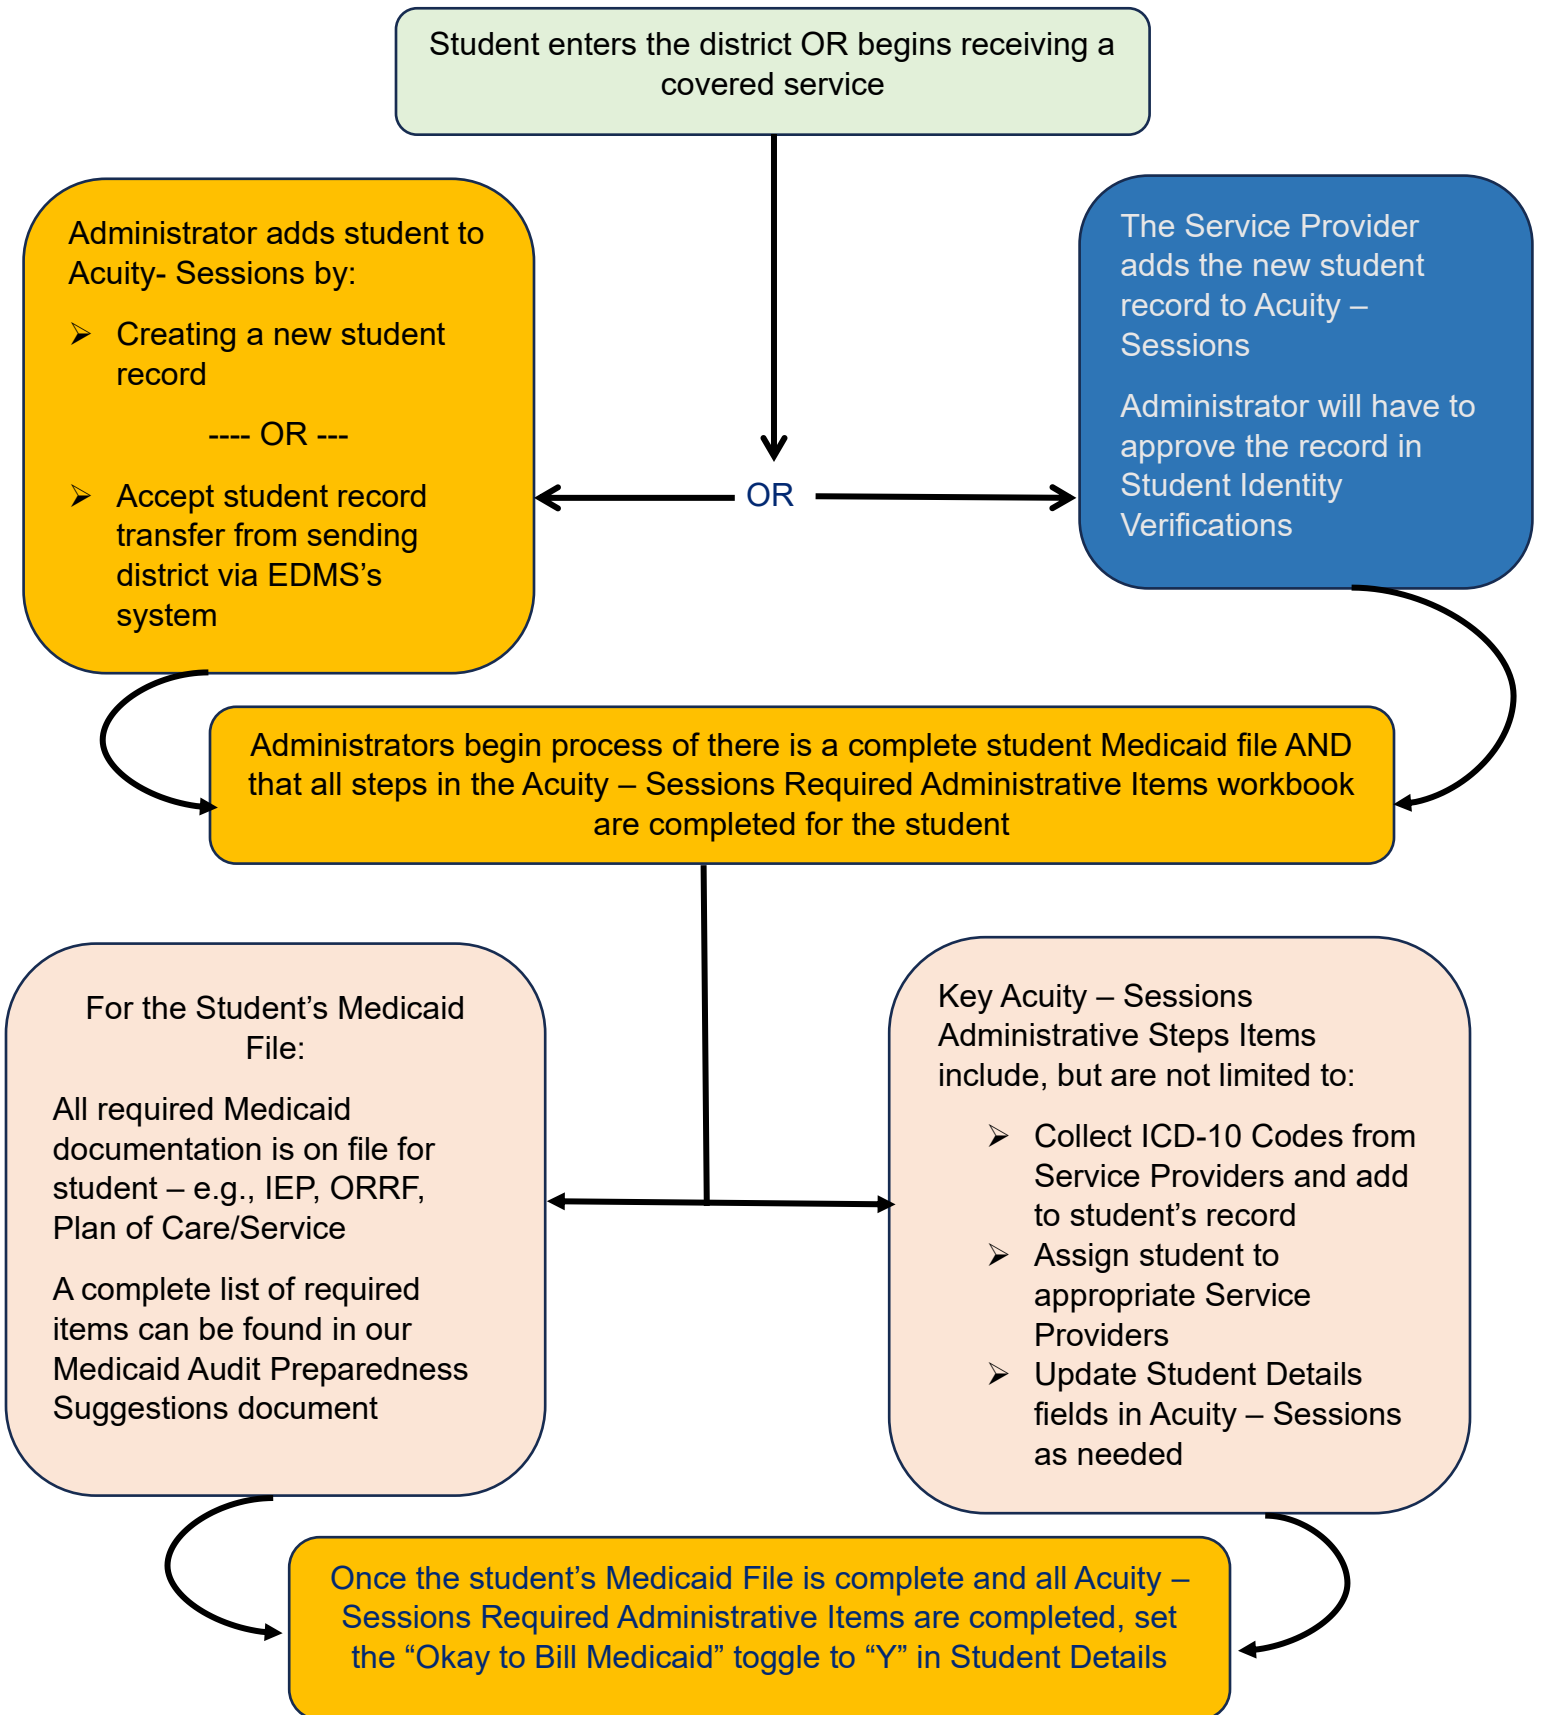 Student enters the district OR begins receiving a
covered service
Administrator adds student to
Acuity- Sessions by:
➢ Creating a new student
record
---- OR ---
➢ Accept student record
transfer from sending
district via EDMS’s
system
OR
The Service Provider
adds the new student
record to Acuity –
Sessions
Administrator will have to
approve the record in
Student Identity
Verifications
Administrators begin process of there is a complete student Medicaid file AND
that all steps in the Acuity – Sessions Required Administrative Items workbook
are completed for the student
For the Student’s Medicaid
File:
All required Medicaid
documentation is on file for
student – e.g., IEP, ORRF,
Plan of Care/Service
A complete list of required
items can be found in our
Medicaid Audit Preparedness
Suggestions document
Key Acuity – Sessions
Administrative Steps Items
include, but are not limited to:
➢ Collect ICD-10 Codes from
Service Providers and add
to student’s record
➢ Assign student to
appropriate Service
Providers
➢ Update Student Details
fields in Acuity – Sessions
as needed
Once the student’s Medicaid File is complete and all Acuity –
Sessions Required Administrative Items are completed, set
the “Okay to Bill Medicaid” toggle to “Y” in Student Details